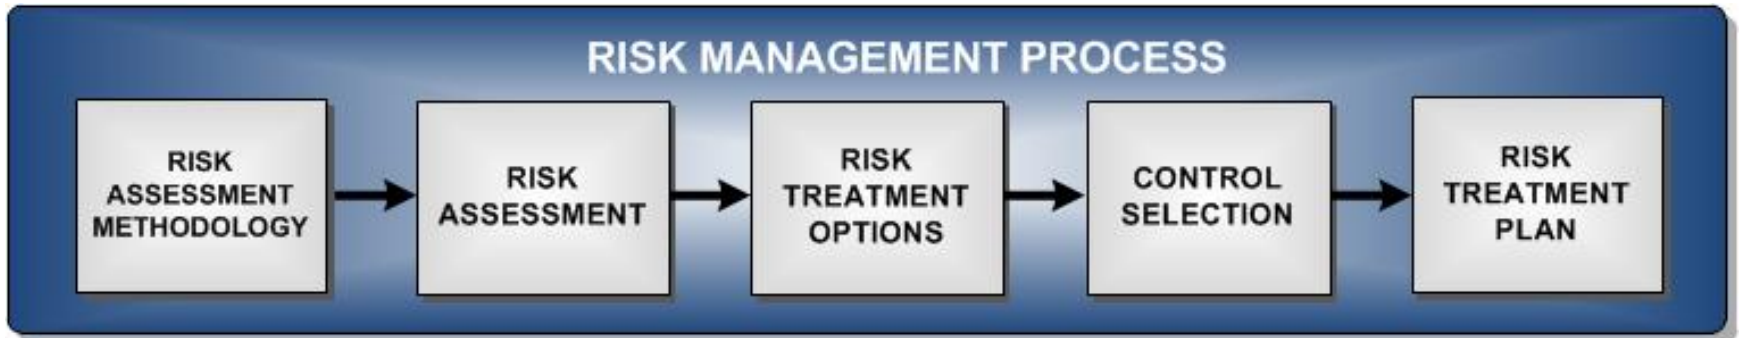 RISK MANAGEMENT PROCESS
RISK
ASSESSMENT
METHODOLOGY
RISK
ASSESSMENT
RISK
TREATMENT
OPTIONS
CONTROL
SELECTION
RISK
TREATMENT
PLAN